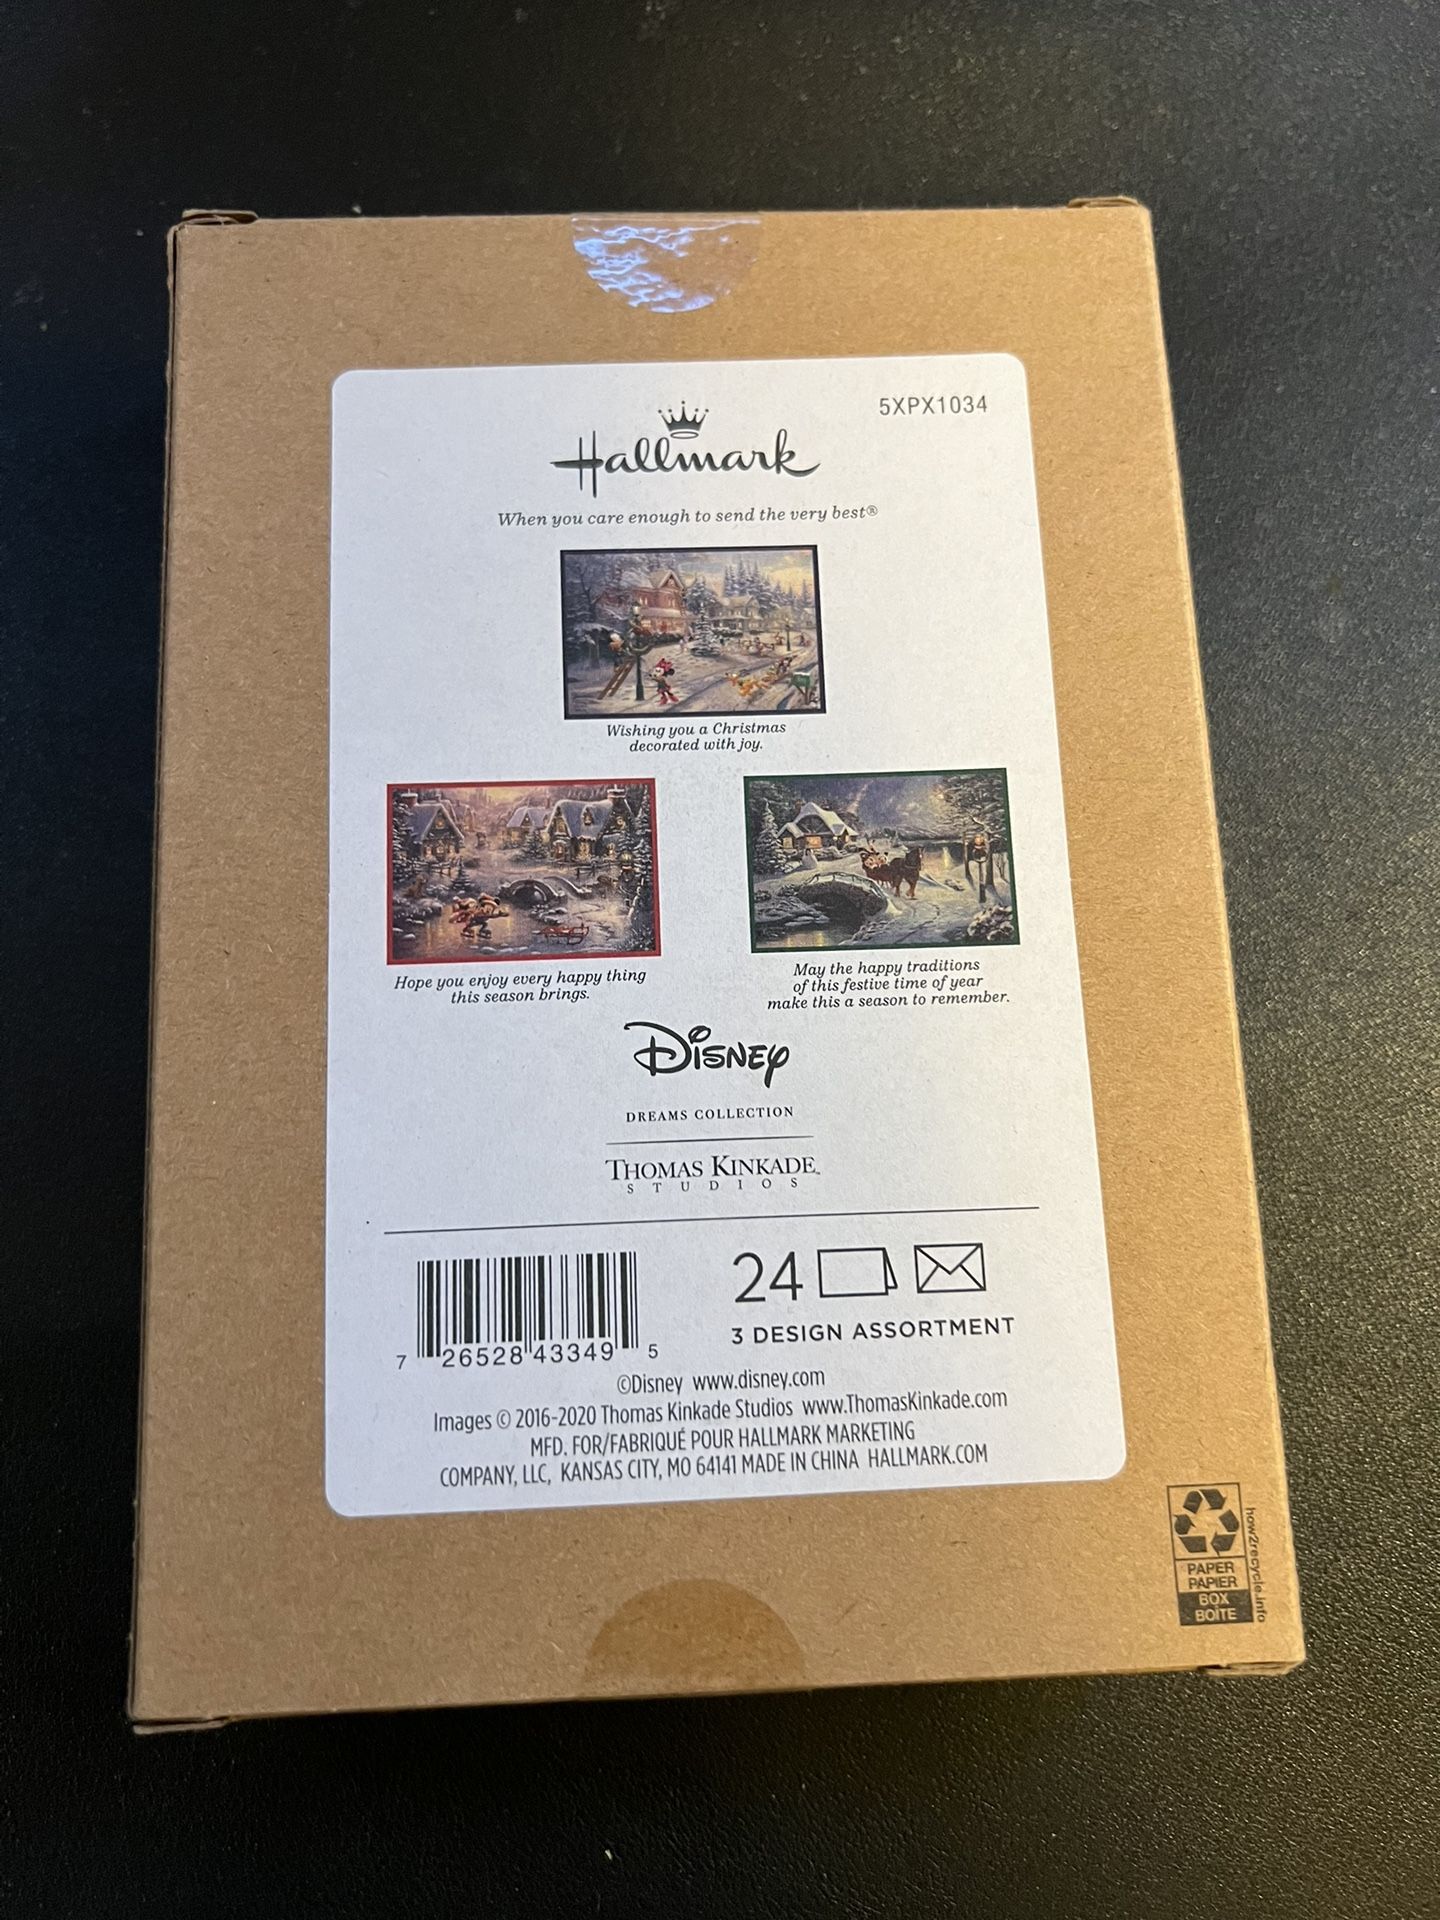 5XPX1034
Hallmark
When you care enough to send the very best®
Wishing you a Christmas
decorated with joy.
Hope you enjoy every happy thing
this season brings.
May the happy traditions
of this festive time of year
make this a season to remember.
Disney
DREAMS COLLECTION
THOMAS KINKADE™
STUDIOS
7 26528 43349 5
24
3 DESIGN ASSORTMENT
©Disney www.disney.com
Images © 2016-2020 Thomas Kinkade Studios www.ThomasKinkade.com
MFD. FOR/FABRIQUÉ POUR HALLMARK MARKETING
COMPANY, LLC, KANSAS CITY, MO 64141 MADE IN CHINA HALLMARK.COM
PAPER
PAPIER
BOX
BOÎTE
how2recycle.info